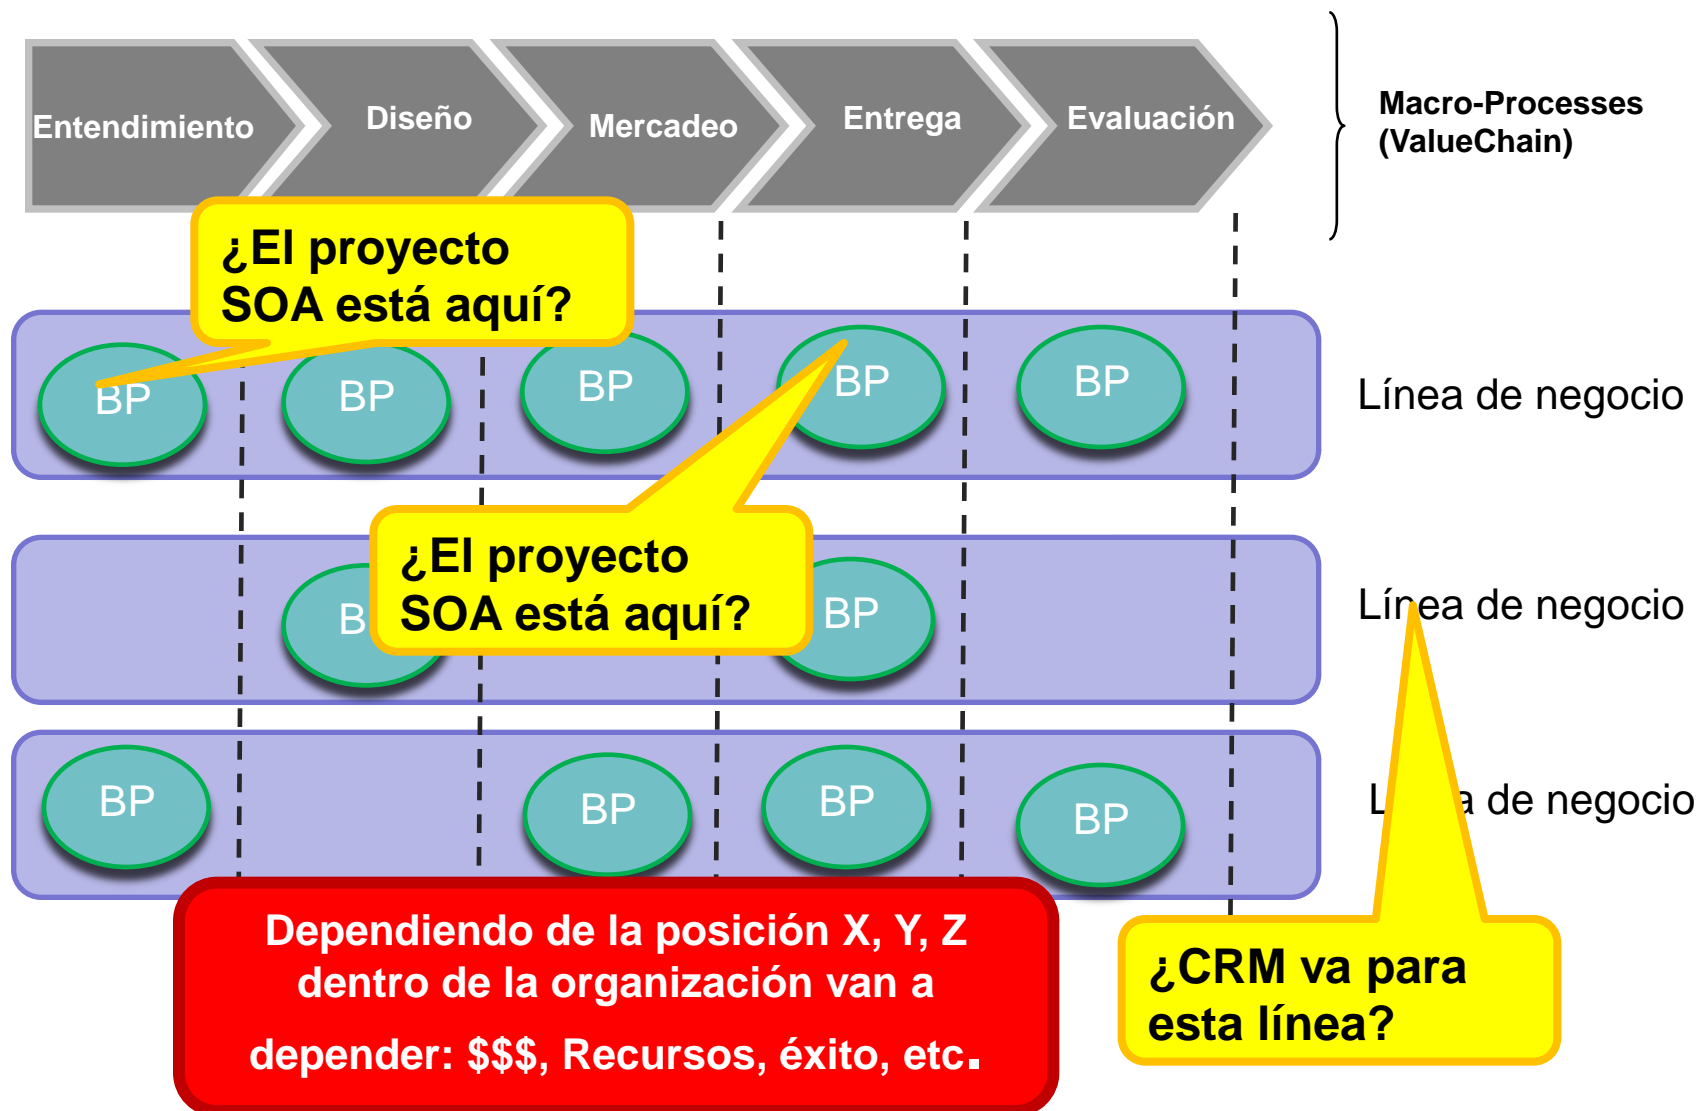 Entendimiento
Diseño
Mercadeo
Entrega
Evaluación
Macro-Processes
(ValueChain)
¿El proyecto
SOA está aquí?
BP
BP
BP
BP
BP
Línea de negocio
¿El proyecto
SOA está aquí?
BP
Línea de negocio
BP
BP
BP
BP
de negocio
Dependiendo de la posición X, Y, Z
dentro de la organización van a
depender: $$$, Recursos, éxito, etc.
¿CRM va para
esta línea?